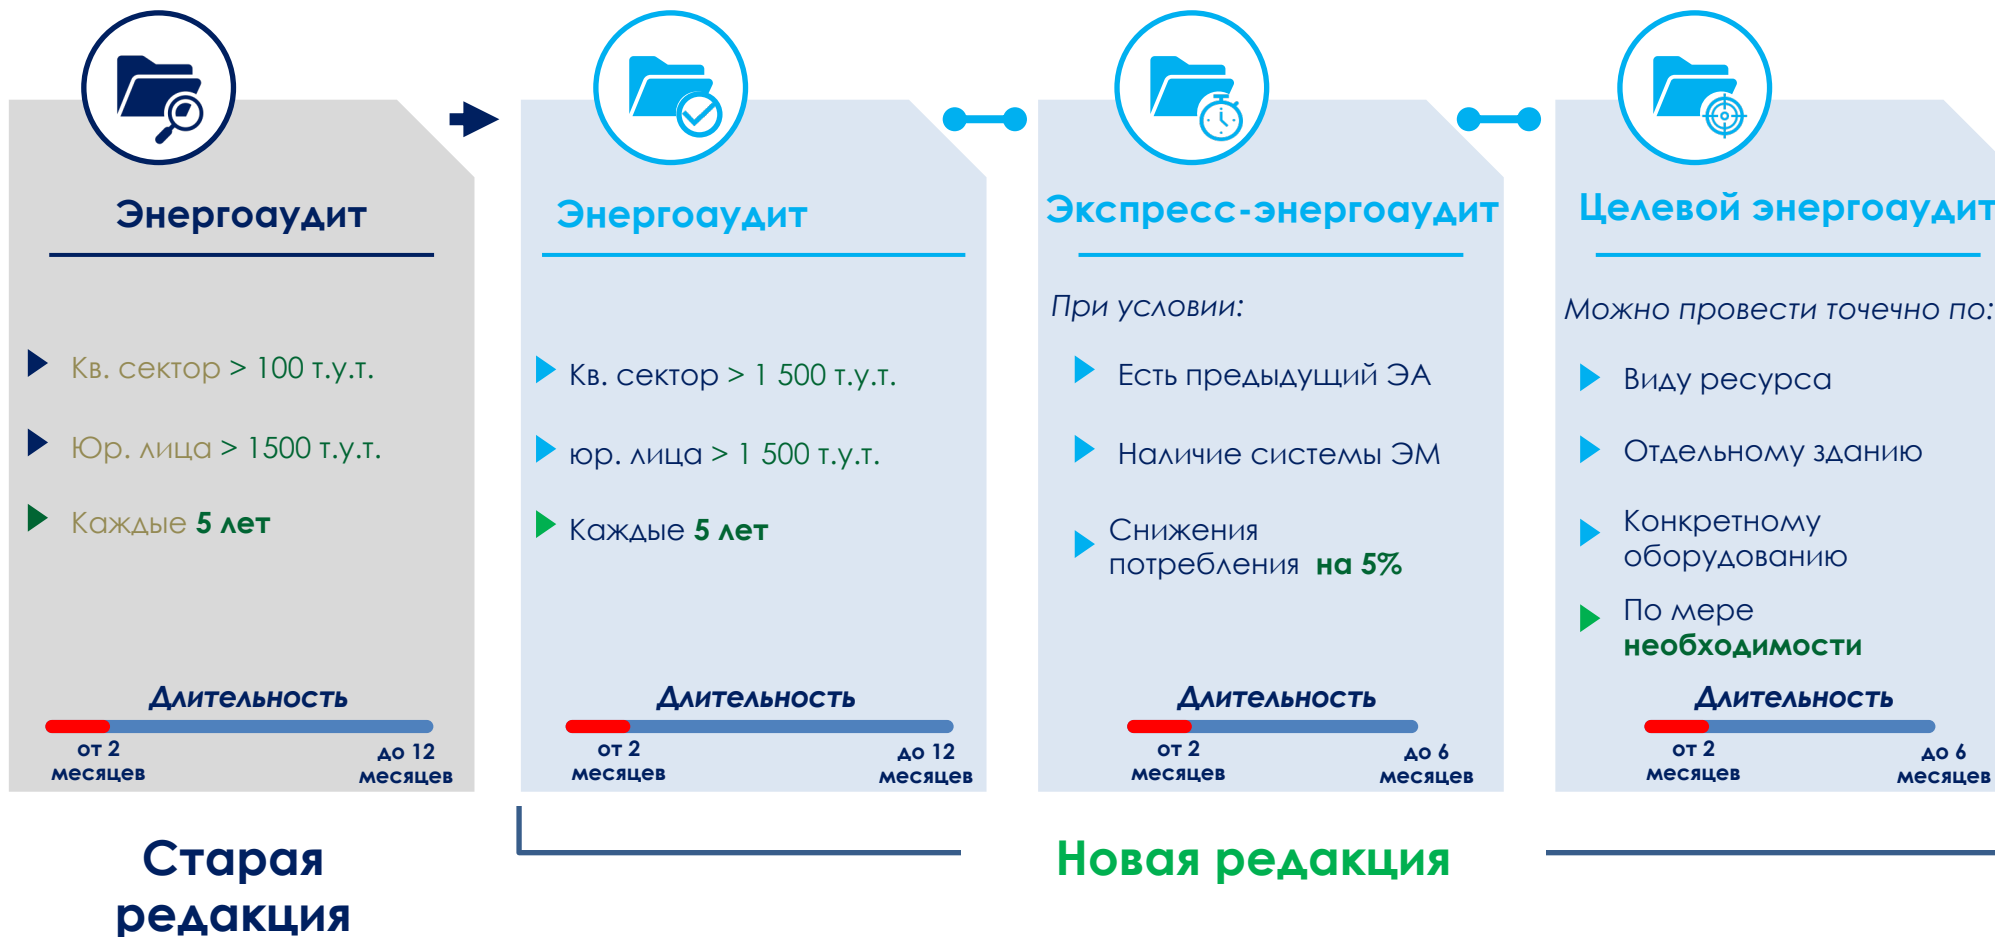 Энергоаудит
Кв. сектор > 100 т.у.т.
Юр. лица > 1500 т.у.т.
Каждые 5 лет
Длительность
от 2
месяцев
до 12
месяцев
Старая
редакция
Энергоаудит
Кв. сектор > 1 500 т.у.т.
юр. лица > 1 500 т.у.т.
Каждые 5 лет
Длительность
от 2
месяцев
до 12
месяцев
Экспресс-энергоаудит
При условии:
Есть предыдущий ЭА
Наличие системы ЭМ
Снижения
потребления на 5%
Длительность
от 2
месяцев
до 6
месяцев
Целевой энергоаудит
Можно провести точечно по:
Виду ресурса
Отдельному зданию
Конкретному
оборудованию
По мере
необходимости
Длительность
от 2
месяцев
до 6
месяцев
Новая редакция